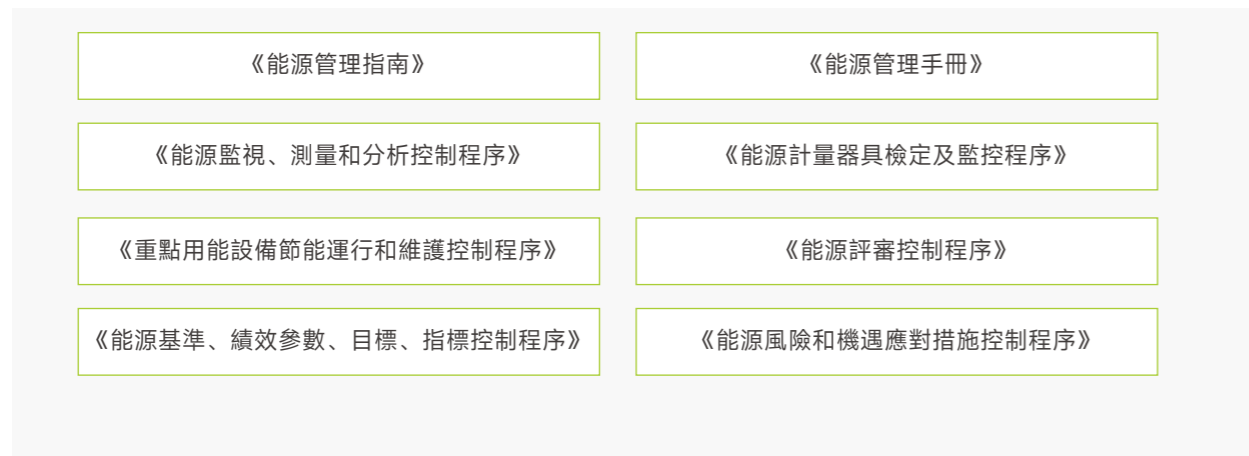 《能源管理指南》
《能源管理手冊》
《能源監視、測量和分析控制程序》
《能源計量器具檢定及監控程序》
《重點用能設備節能運行和維護控制程序》
《能源評審控制程序》
《能源基準、績效參數、目標、指標控制程序》
《能源風險和機遇應對措施控制程序》